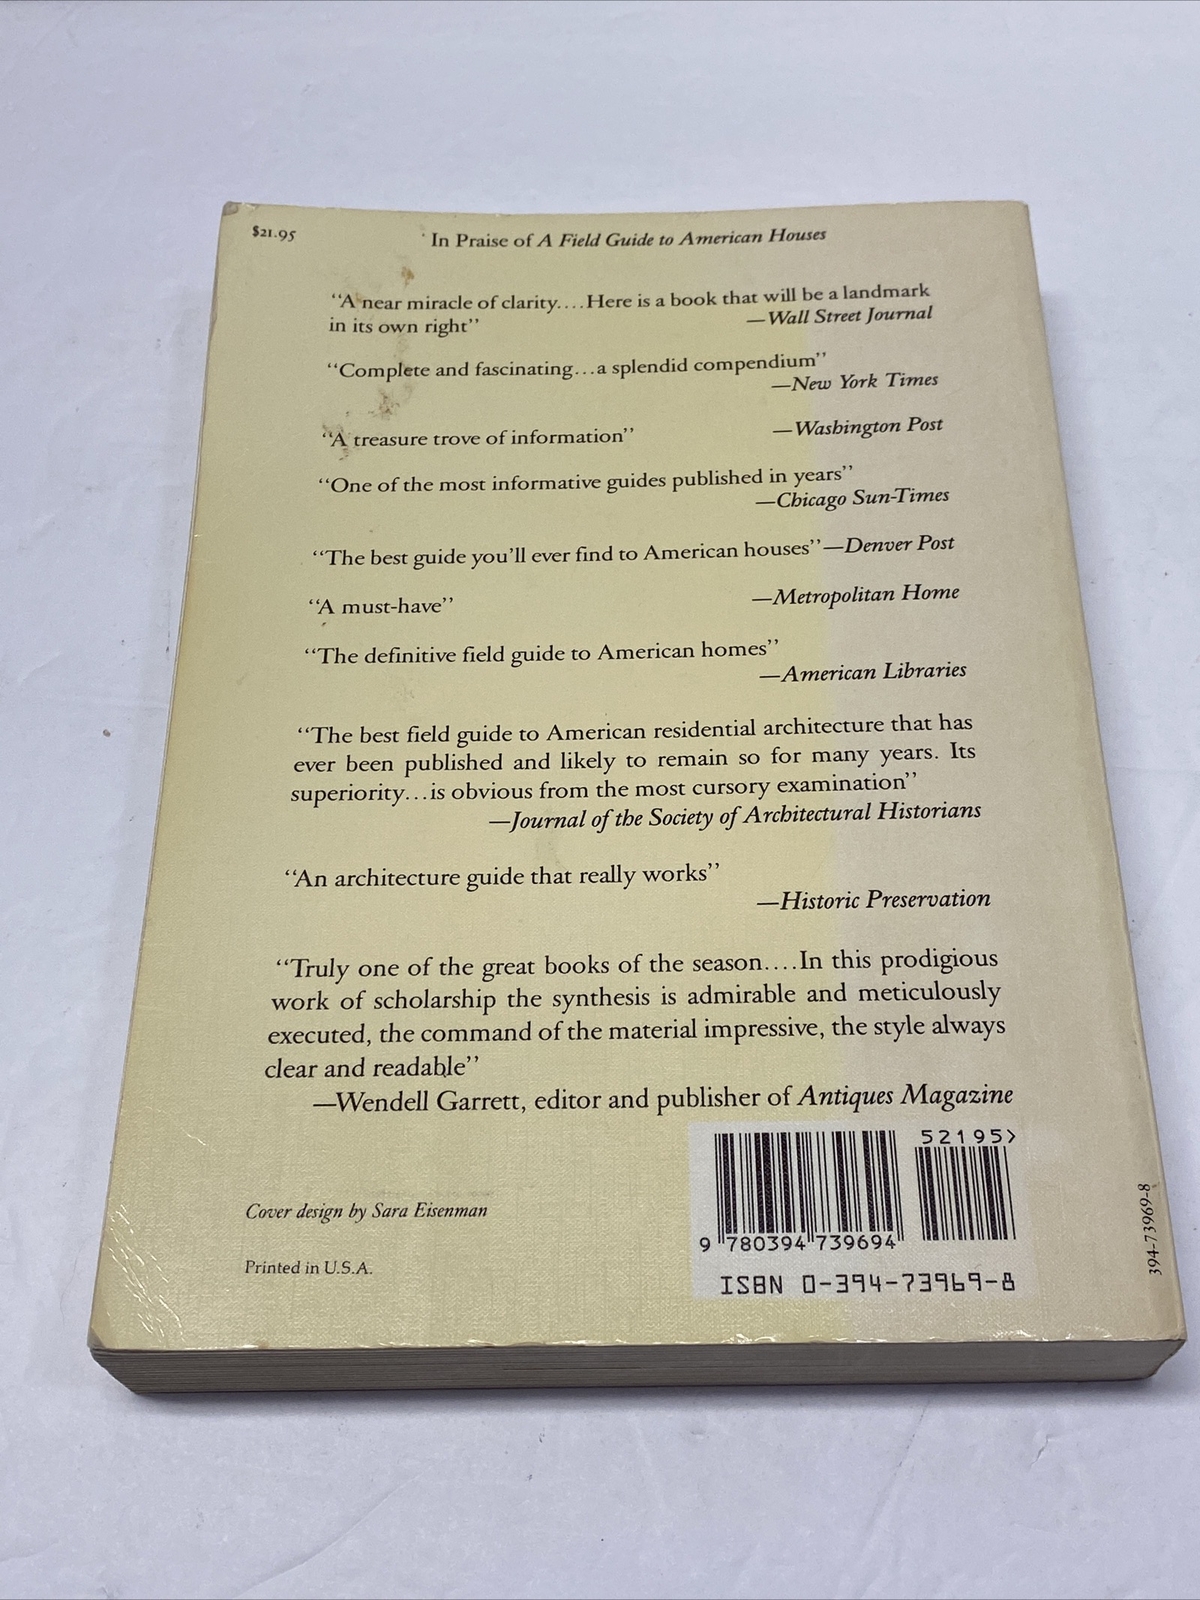 $21.95
In Praise of A Field Guide to American Houses
“A near miracle of clarity....Here is a book that will be a landmark
in its own right” —Wall Street Journal
“Complete and fascinating...a splendid compendium”
—New York Times
“A treasure trove of information” —Washington Post
“One of the most informative guides published in years”
—Chicago Sun-Times
“The best guide you’ll ever find to American houses”—Denver Post
“A must-have” —Metropolitan Home
“The definitive field guide to American homes”
—American Libraries
“The best field guide to American residential architecture that has
ever been published and likely to remain so for many years. Its
superiority...is obvious from the most cursory examination”
—Journal of the Society of Architectural Historians
“An architecture guide that really works”
—Historic Preservation
“Truly one of the great books of the season....In this prodigious
work of scholarship the synthesis is admirable and meticulously
executed, the command of the material impressive, the style always
clear and readable”
—Wendell Garrett, editor and publisher of Antiques Magazine
52195>
9 780394 739694
ISBN 0-394-73969-8
Cover design by Sara Eisenman
Printed in U.S.A.
394-73969-8